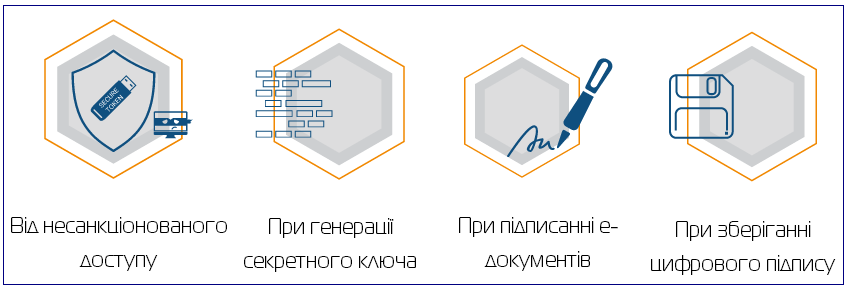 SECURE
TOKEN
Від несанкціонованого
доступу
При генерації
секретного ключа
При підписанні е-
документів
При зберіганні
цифрового підпису